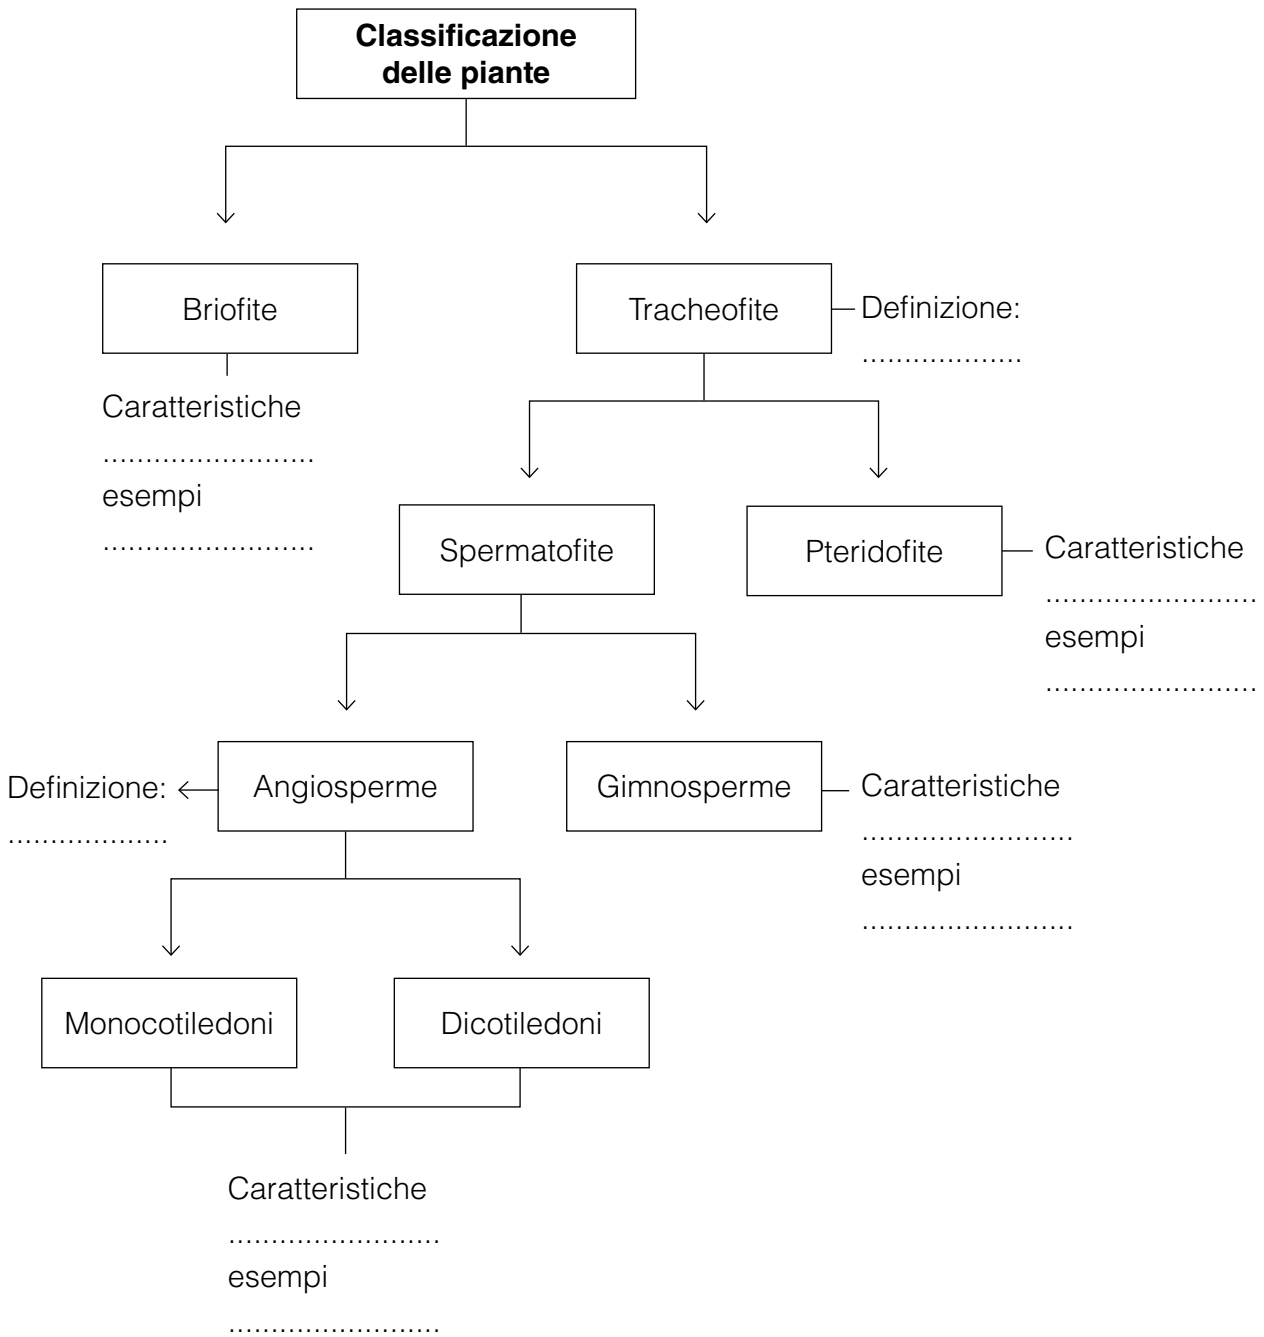 Classificazione
delle piante
Briofite
Tracheofite
Definizione:
...................
Caratteristiche
.........................
esempi
.........................
Spermatofite
Pteridofite
Caratteristiche
.........................
esempi
.........................
Definizione:
...................
Angiosperme
Gimnosperme
Caratteristiche
.........................
esempi
.........................
Monocotiledoni
Dicotiledoni
Caratteristiche
.........................
esempi
.........................